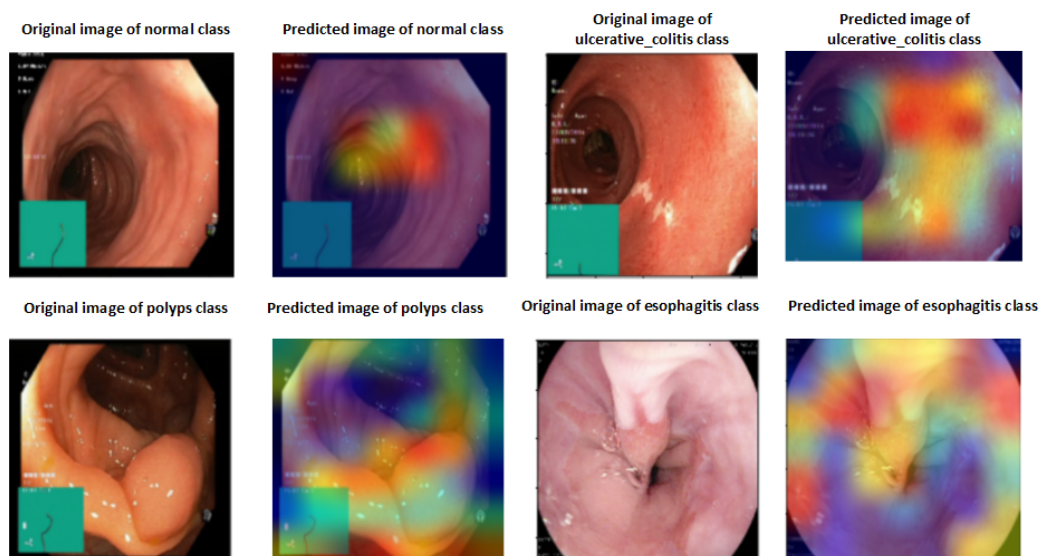 Original image of normal class
Predicted image of normal class
Original image of
ulcerative_colitis class
Predicted image of
ulcerative_colitis class
Original image of polyps class
Predicted image of polyps class
Original image of esophagitis class
Predicted image of esophagitis class